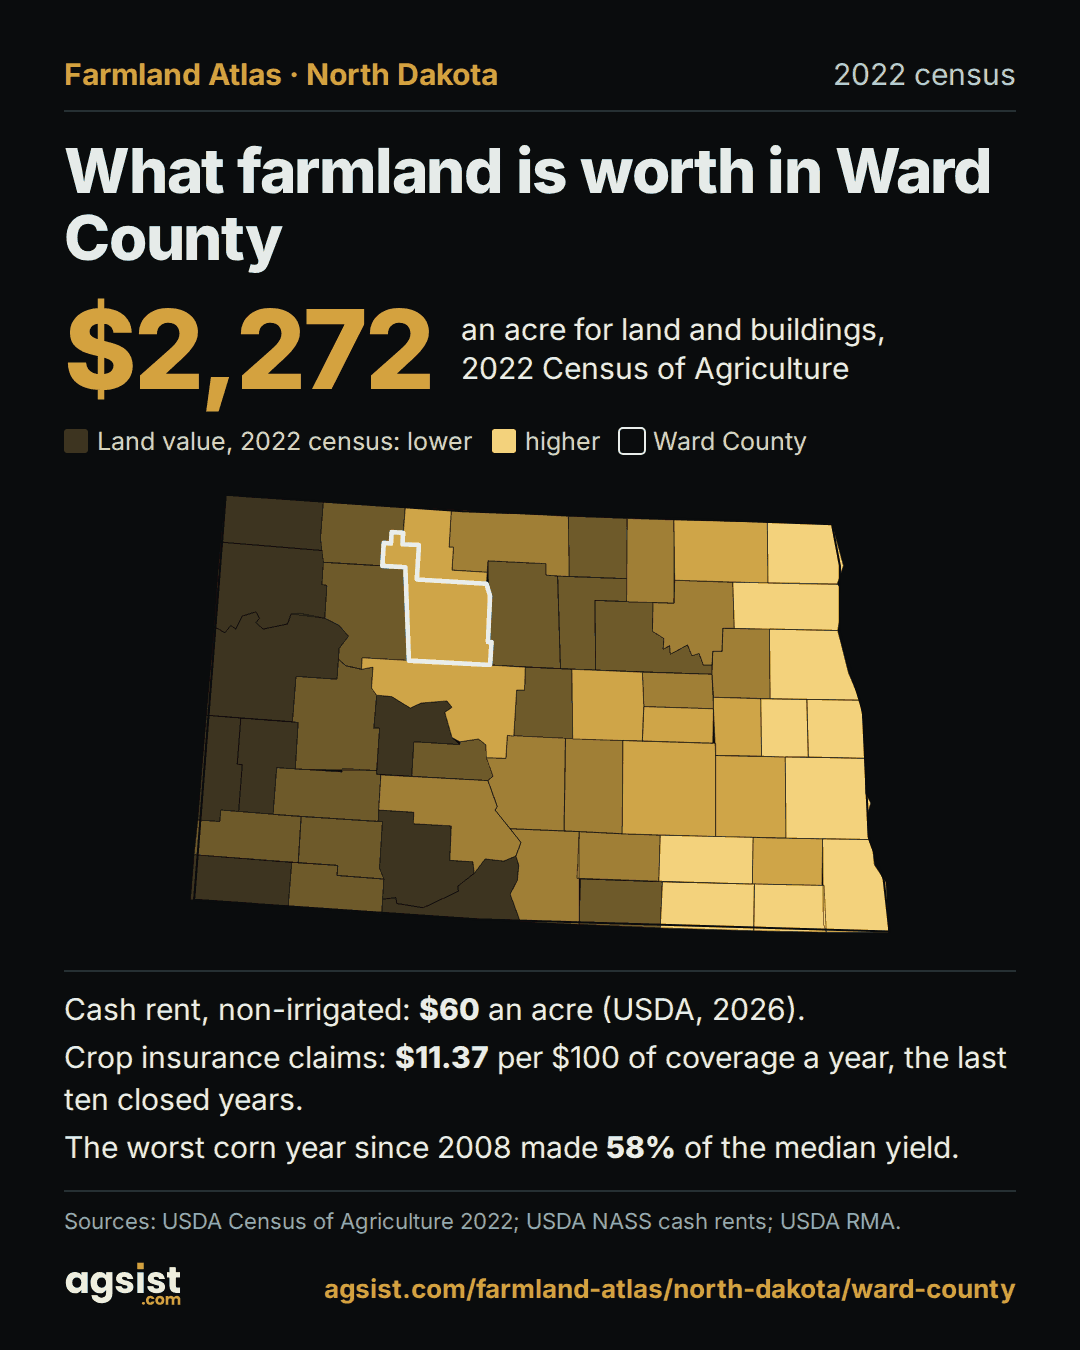 Farmland Atlas · North Dakota
2022 census
What farmland is worth in Ward
County
$2,272
an acre for land and buildings,
2022 Census of Agriculture
Land value, 2022 census: lower
higher
Ward County
Cash rent, non-irrigated: $60 an acre (USDA, 2026).
Crop insurance claims: $11.37 per $100 of coverage a year, the last
ten closed years.
The worst corn year since 2008 made 58% of the median yield.
Sources: USDA Census of Agriculture 2022; USDA NASS cash rents; USDA RMA.
agsist
.com
agsist.com/farmland-atlas/north-dakota/ward-county